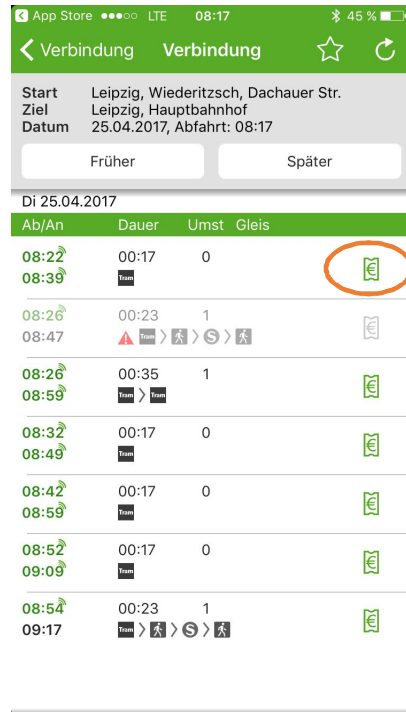 App Store LTE 08:17 45 %
Verbindung Verbindung
Start Leipzig, Wiederitzsch, Dachauer Str.
Ziel Leipzig, Hauptbahnhof
Datum 25.04.2017, Abfahrt: 08:17
Früher Später
Di 25.04.2017
Ab/An Dauer Umst Gleis
08:22 00:17 0
08:39 Tram €
08:26 00:23 1
08:47 Tram S €
08:26 00:35 1
08:59 Tram Tram €
08:32 00:17 0
08:49 Tram €
08:42 00:17 0
08:59 Tram €
08:52 00:17 0
09:09 Tram €
08:54 00:23 1
09:17 Tram S €